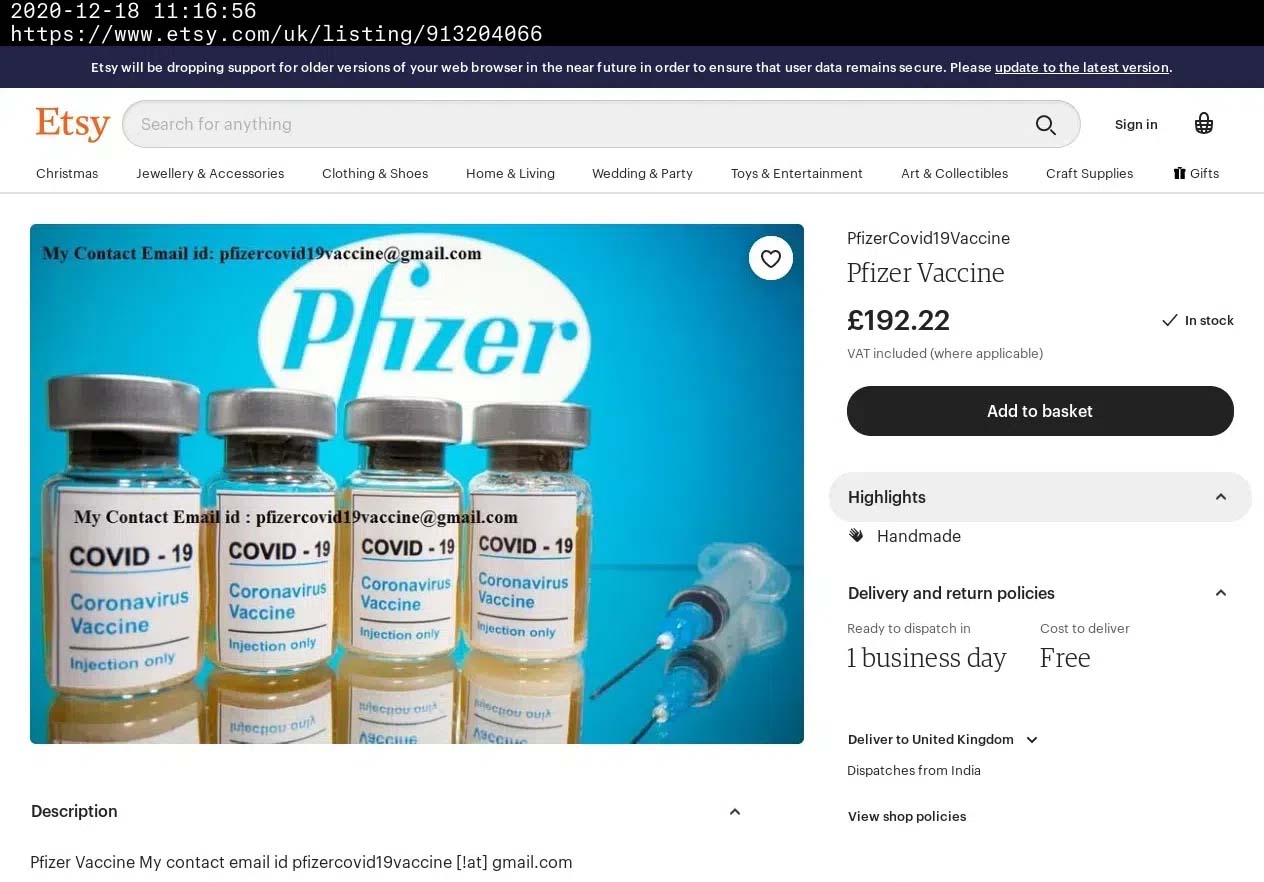 2020-12-18 11:16:56
https://www.etsy.com/uk/listing/913204066
Etsy will be dropping support for older versions of your web browser in the near future in order to ensure that user data remains secure. Please update to the latest version.
Etsy
Search for anything
Sign in
Christmas
Jewellery & Accessories
Clothing & Shoes
Home & Living
Wedding & Party
Toys & Entertainment
Art & Collectibles
Craft Supplies
Gifts
My Contact Email id: pfizercovid19vaccine@gmail.com
Pfizer
My Contact Email id : pfizercovid19vaccine@gmail.com
COVID - 19
Coronavirus
Vaccine
Injection only
COVID - 19
Coronavirus
Vaccine
Injection only
COVID - 19
Coronavirus
Vaccine
Injection only
COVID - 19
Coronavirus
Vaccine
Injection only
PfizerCovid19Vaccine
Pfizer Vaccine
£192.22
In stock
VAT included (where applicable)
Add to basket
Highlights
Handmade
Delivery and return policies
Ready to dispatch in
1 business day
Cost to deliver
Free
Deliver to United Kingdom
Dispatches from India
View shop policies
Description
Pfizer Vaccine My contact email id pfizercovid19vaccine [!at] gmail.com